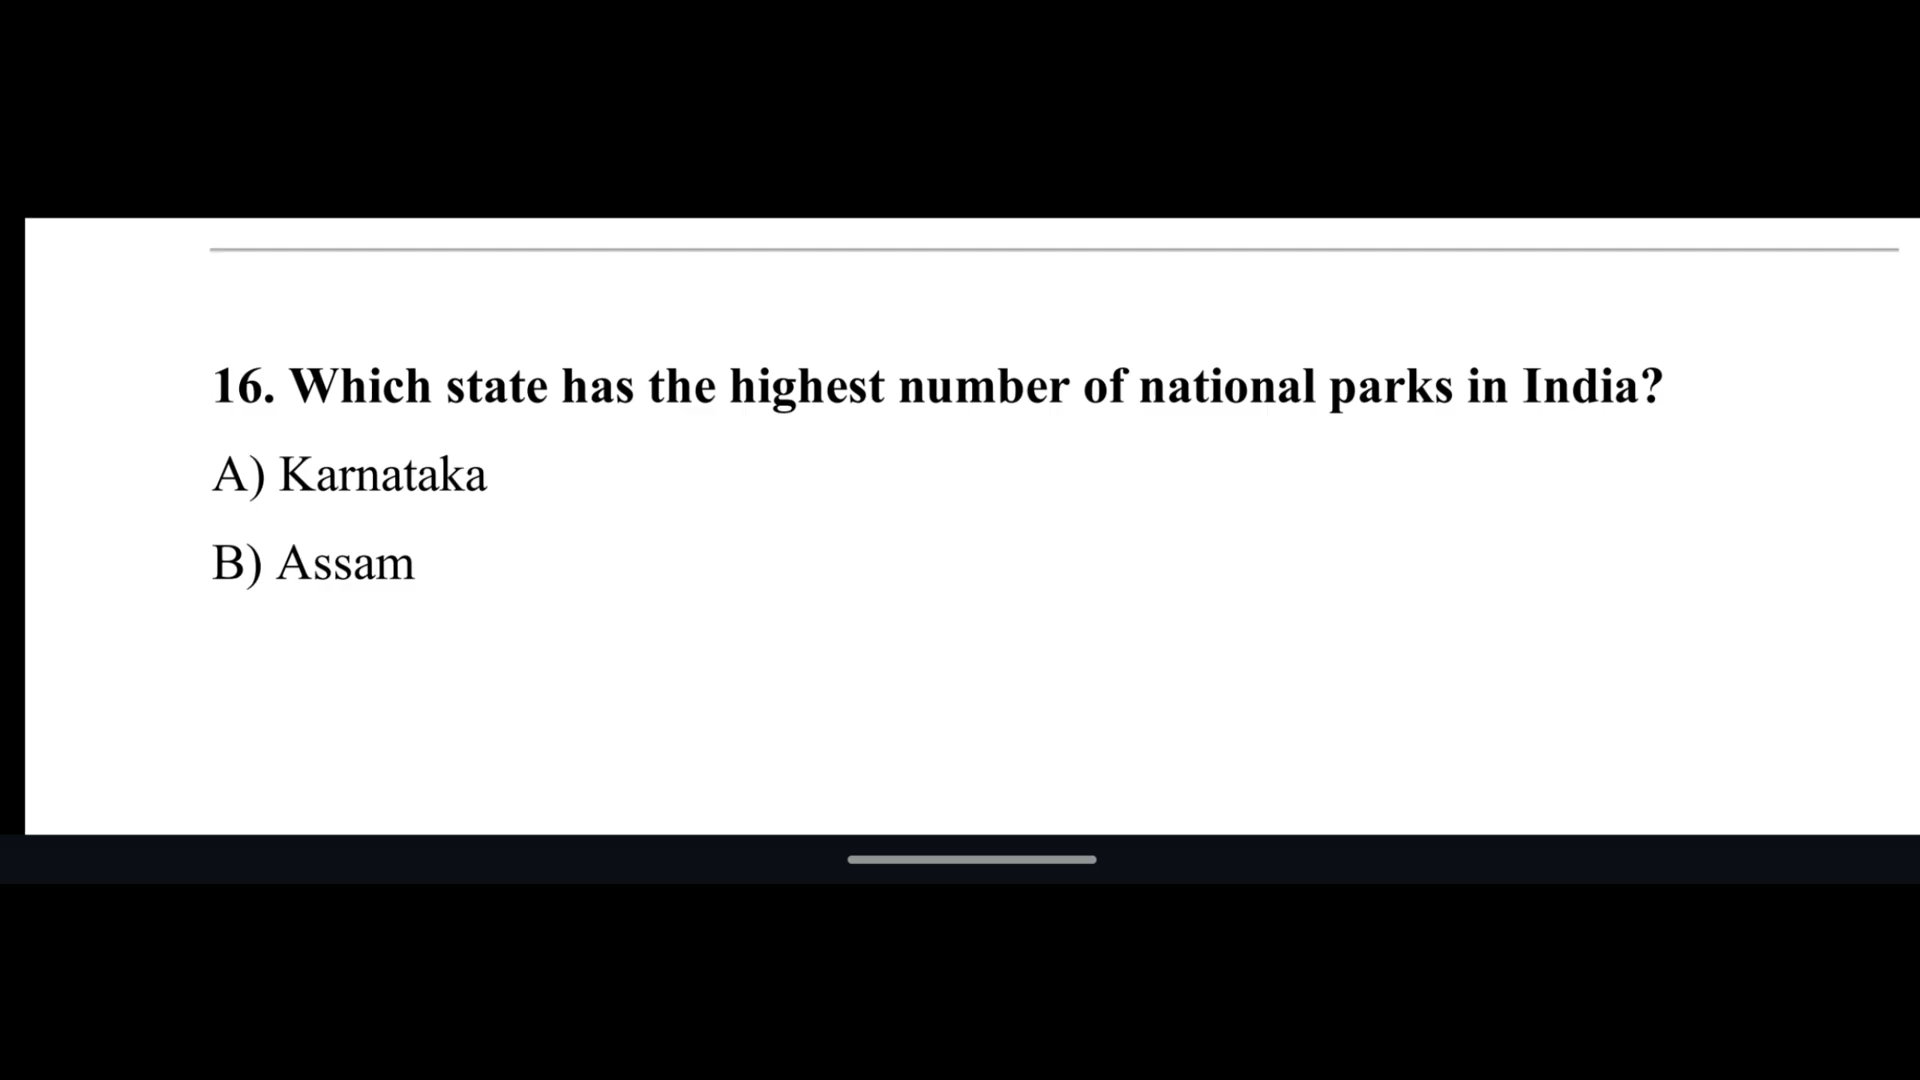 16. Which state has the highest number of national parks in India?
A) Karnataka
B) Assam